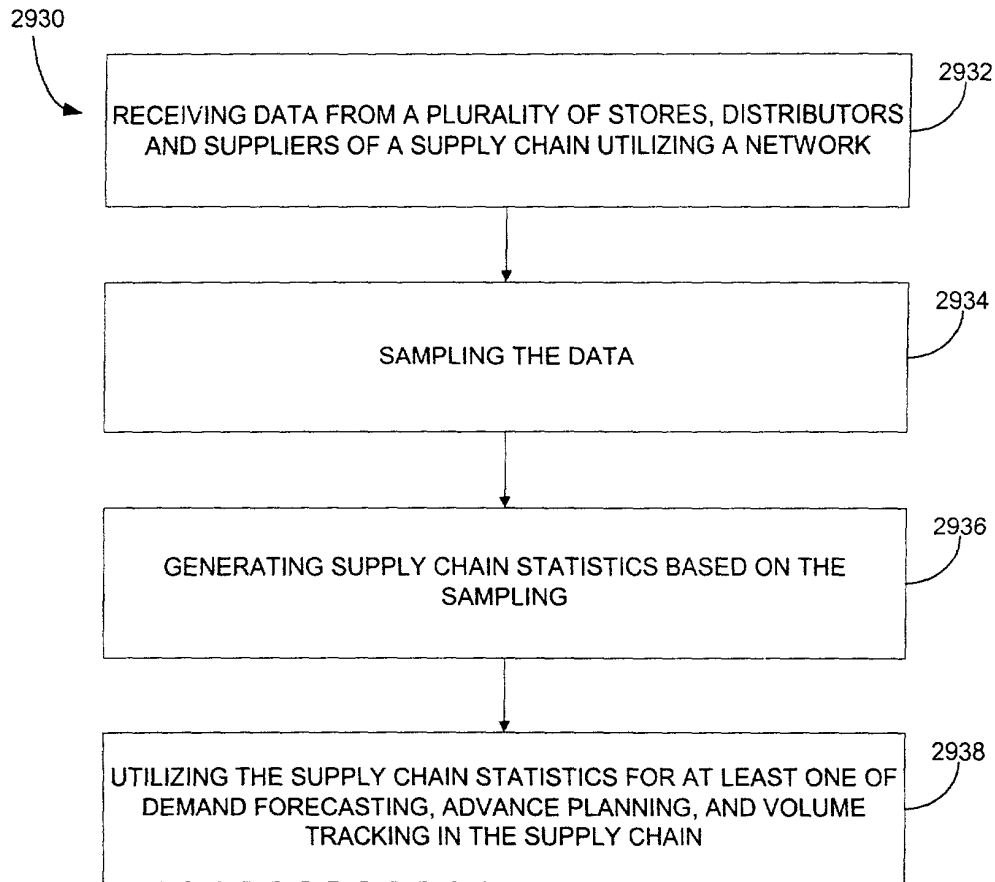 2930
2932
RECEIVING DATA FROM A PLURALITY OF STORES, DISTRIBUTORS
AND SUPPLIERS OF A SUPPLY CHAIN UTILIZING A NETWORK
2934
SAMPLING THE DATA
2936
GENERATING SUPPLY CHAIN STATISTICS BASED ON THE
SAMPLING
2938
UTILIZING THE SUPPLY CHAIN STATISTICS FOR AT LEAST ONE OF
DEMAND FORECASTING, ADVANCE PLANNING, AND VOLUME
TRACKING IN THE SUPPLY CHAIN